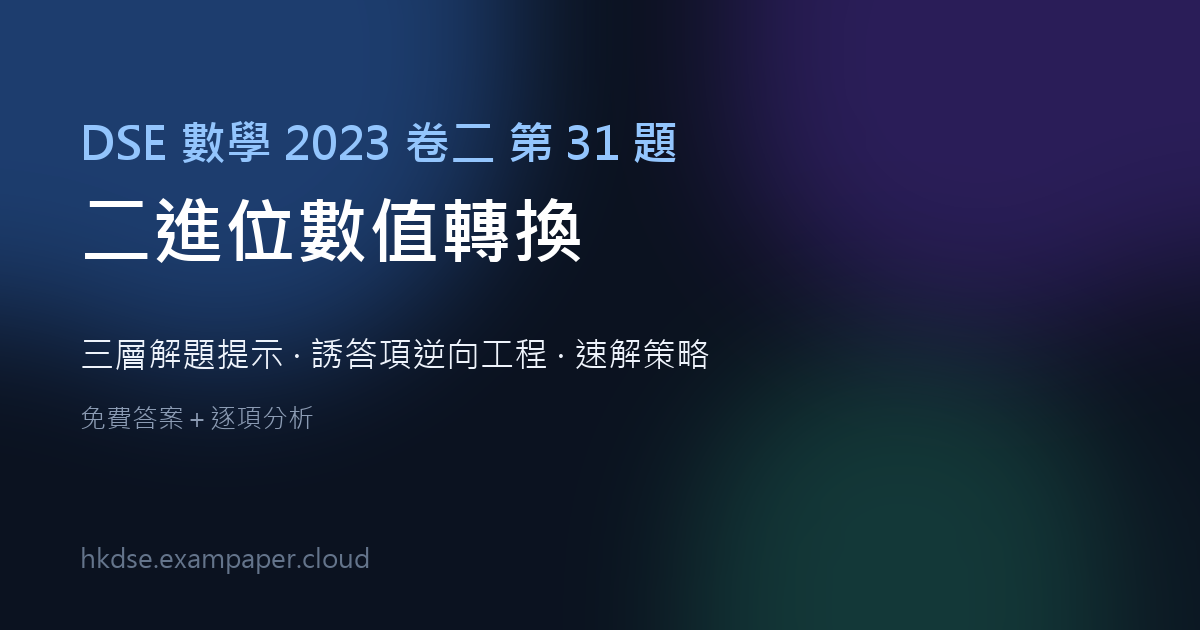 DSE 數學 2023 卷二 第 31 題
二進位數值轉換
三層解題提示 · 誘答項逆向工程 · 速解策略
免費答案 + 逐項分析
hkdse.exampaper.cloud